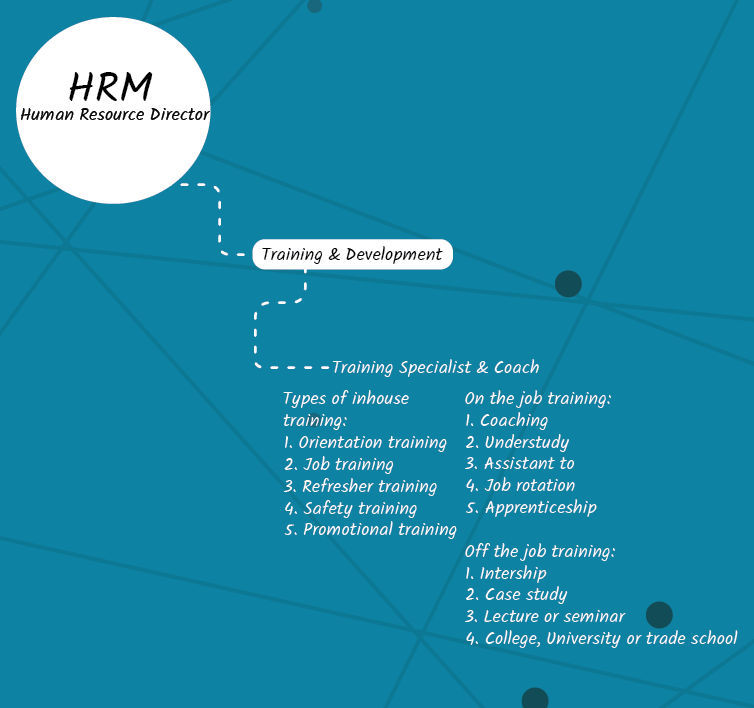 HRM
Human Resource Director
Training & Development
Training Specialist & Coach
Types of inhouse
training:
1. Orientation training
2. Job training
3. Refresher training
4. Safety training
5. Promotional training
On the job training:
1. Coaching
2. Understudy
3. Assistant to
4. Job rotation
5. Apprenticeship
Off the job training:
1. Intership
2. Case study
3. Lecture or seminar
4. College, University or trade school